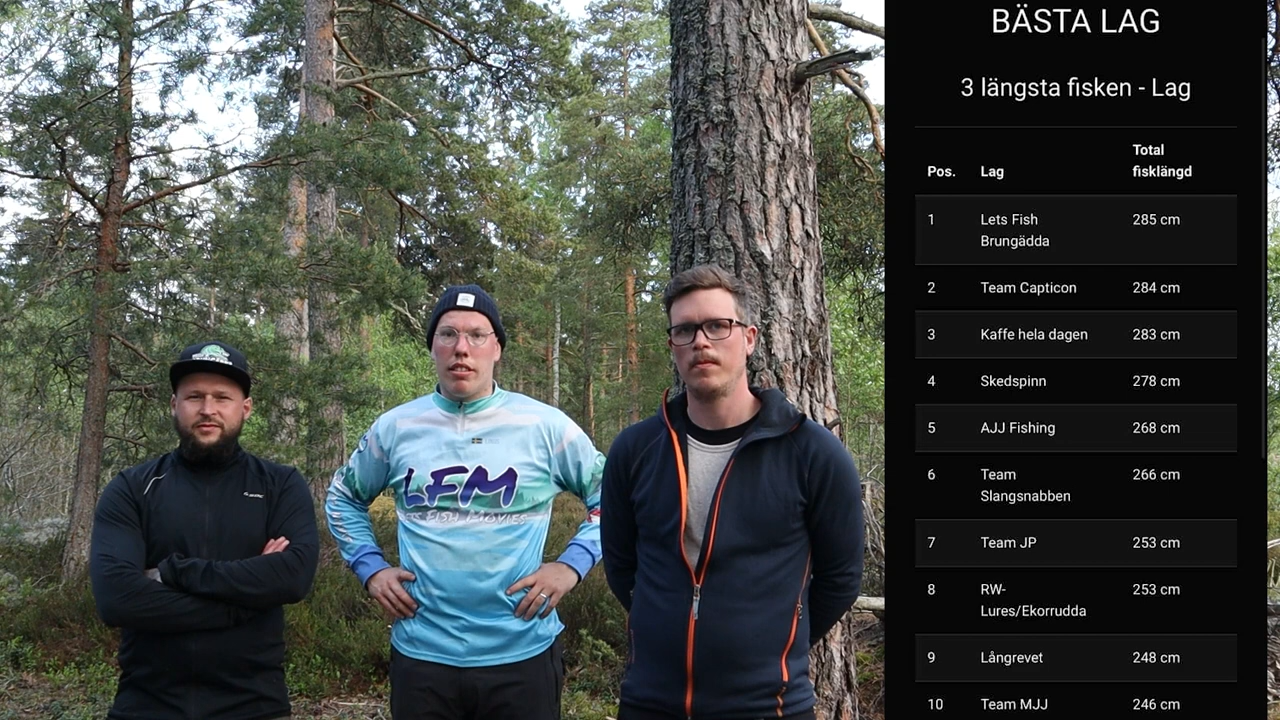 BÄSTA LAG
3 längsta fisken - Lag
Pos. Lag Total
fisklängd
1 Lets Fish
Brungädda 285 cm
2 Team Capticon 284 cm
3 Kaffe hela dagen 283 cm
4 Skedspinn 278 cm
5 AJJ Fishing 268 cm
6 Team
Slangsnabben 266 cm
7 Team JP 253 cm
8 RW-
Lures/Ekorrudda 253 cm
9 Långrevet 248 cm
10 Team MJJ 246 cm
LFM
Lets Fish Movies